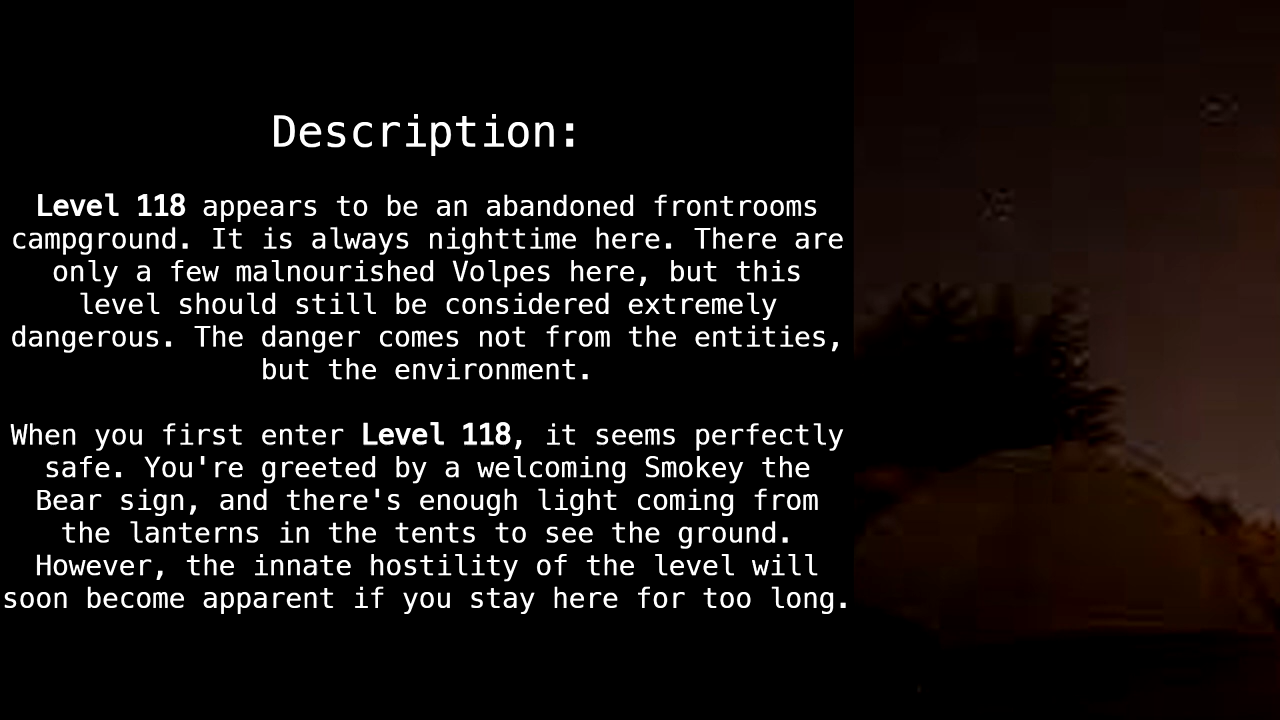 Description:
Level 118 appears to be an abandoned frontrooms
campground. It is always nighttime here. There are
only a few malnourished Volpes here, but this
level should still be considered extremely
dangerous. The danger comes not from the entities,
but the environment.
When you first enter Level 118, it seems perfectly
safe. You're greeted by a welcoming Smokey the
Bear sign, and there's enough light coming from
the lanterns in the tents to see the ground.
However, the innate hostility of the level will
soon become apparent if you stay here for too long.